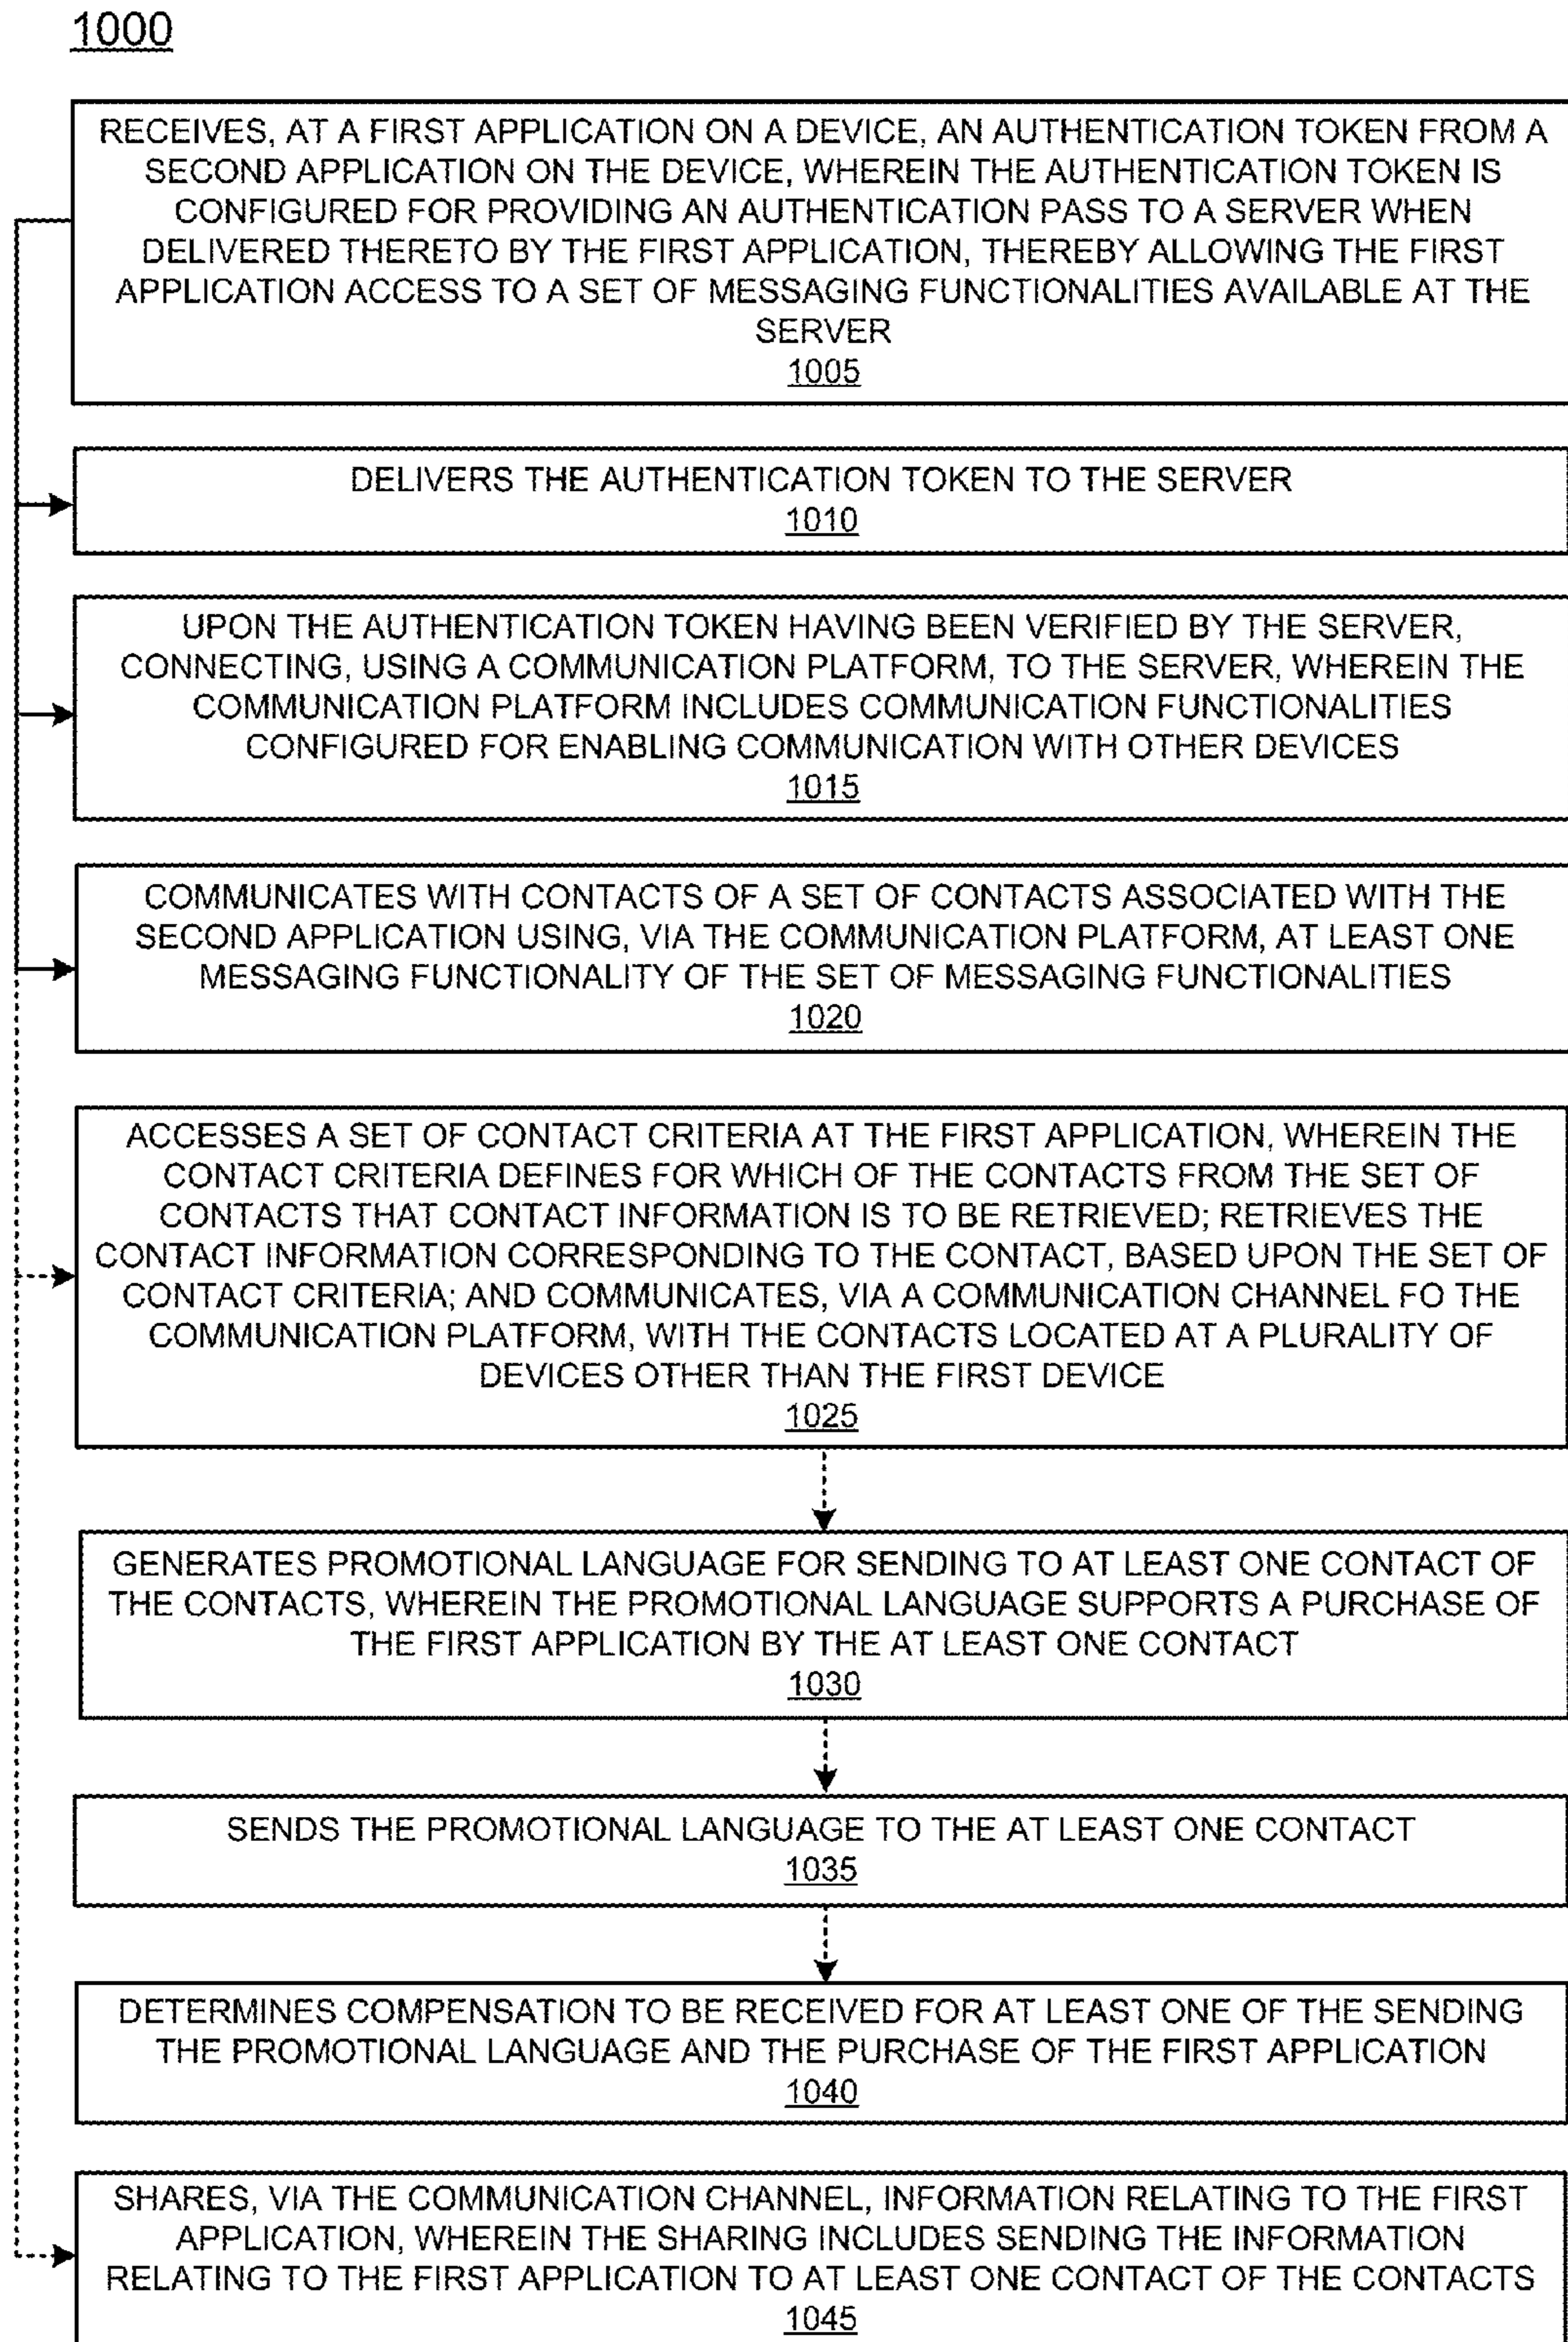 1000
RECEIVES, AT A FIRST APPLICATION ON A DEVICE, AN AUTHENTICATION TOKEN FROM A
SECOND APPLICATION ON THE DEVICE, WHEREIN THE AUTHENTICATION TOKEN IS
CONFIGURED FOR PROVIDING AN AUTHENTICATION PASS TO A SERVER WHEN
DELIVERED THERETO BY THE FIRST APPLICATION, THEREBY ALLOWING THE FIRST
APPLICATION ACCESS TO A SET OF MESSAGING FUNCTIONALITIES AVAILABLE AT THE
SERVER
1005
DELIVERS THE AUTHENTICATION TOKEN TO THE SERVER
1010
UPON THE AUTHENTICATION TOKEN HAVING BEEN VERIFIED BY THE SERVER,
CONNECTING, USING A COMMUNICATION PLATFORM, TO THE SERVER, WHEREIN THE
COMMUNICATION PLATFORM INCLUDES COMMUNICATION FUNCTIONALITIES
CONFIGURED FOR ENABLING COMMUNICATION WITH OTHER DEVICES
1015
COMMUNICATES WITH CONTACTS OF A SET OF CONTACTS ASSOCIATED WITH THE
SECOND APPLICATION USING, VIA THE COMMUNICATION PLATFORM, AT LEAST ONE
MESSAGING FUNCTIONALITY OF THE SET OF MESSAGING FUNCTIONALITIES
1020
ACCESSES A SET OF CONTACT CRITERIA AT THE FIRST APPLICATION, WHEREIN THE
CONTACT CRITERIA DEFINES FOR WHICH OF THE CONTACTS FROM THE SET OF
CONTACTS THAT CONTACT INFORMATION IS TO BE RETRIEVED; RETRIEVES THE
CONTACT INFORMATION CORRESPONDING TO THE CONTACT, BASED UPON THE SET OF
CONTACT CRITERIA; AND COMMUNICATES, VIA A COMMUNICATION CHANNEL FO THE
COMMUNICATION PLATFORM, WITH THE CONTACTS LOCATED AT A PLURALITY OF
DEVICES OTHER THAN THE FIRST DEVICE
1025
GENERATES PROMOTIONAL LANGUAGE FOR SENDING TO AT LEAST ONE CONTACT OF
THE CONTACTS, WHEREIN THE PROMOTIONAL LANGUAGE SUPPORTS A PURCHASE OF
THE FIRST APPLICATION BY THE AT LEAST ONE CONTACT
1030
SENDS THE PROMOTIONAL LANGUAGE TO THE AT LEAST ONE CONTACT
1035
DETERMINES COMPENSATION TO BE RECEIVED FOR AT LEAST ONE OF THE SENDING
THE PROMOTIONAL LANGUAGE AND THE PURCHASE OF THE FIRST APPLICATION
1040
SHARES, VIA THE COMMUNICATION CHANNEL, INFORMATION RELATING TO THE FIRST
APPLICATION, WHEREIN THE SHARING INCLUDES SENDING THE INFORMATION
RELATING TO THE FIRST APPLICATION TO AT LEAST ONE CONTACT OF THE CONTACTS
1045